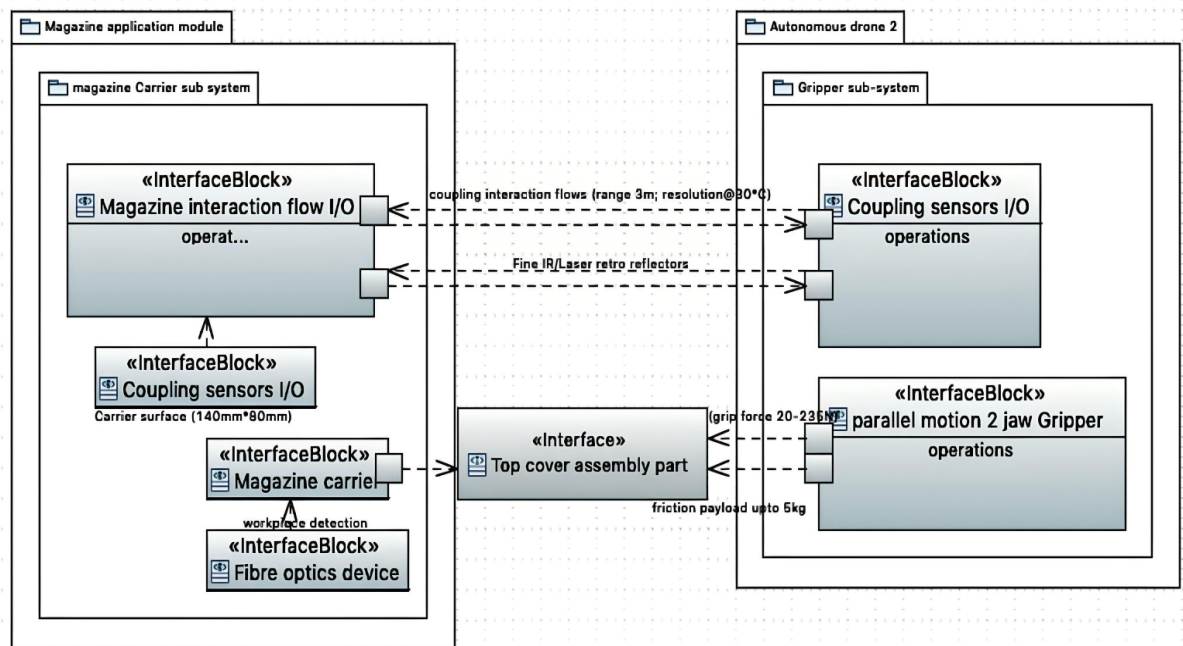 Magazine application module
magazine Carrier sub system
«InterfaceBlock»
Magazine interaction flow I/O
operat...
«InterfaceBlock»
Coupling sensors I/O
Carrier surface (140mm*80mm)
«InterfaceBlock»
Magazine carrier
workpiece detection
«InterfaceBlock»
Fibre optics device
coupling interaction flows (range 3m; resolution@30°C)
Fine IR/Laser retro reflectors
«Interface»
Top cover assembly part
(grip force 20-235N)
friction payload upto 5kg
Autonomous drone 2
Gripper sub-system
«InterfaceBlock»
Coupling sensors I/O
operations
«InterfaceBlock»
parallel motion 2 jaw Gripper
operations